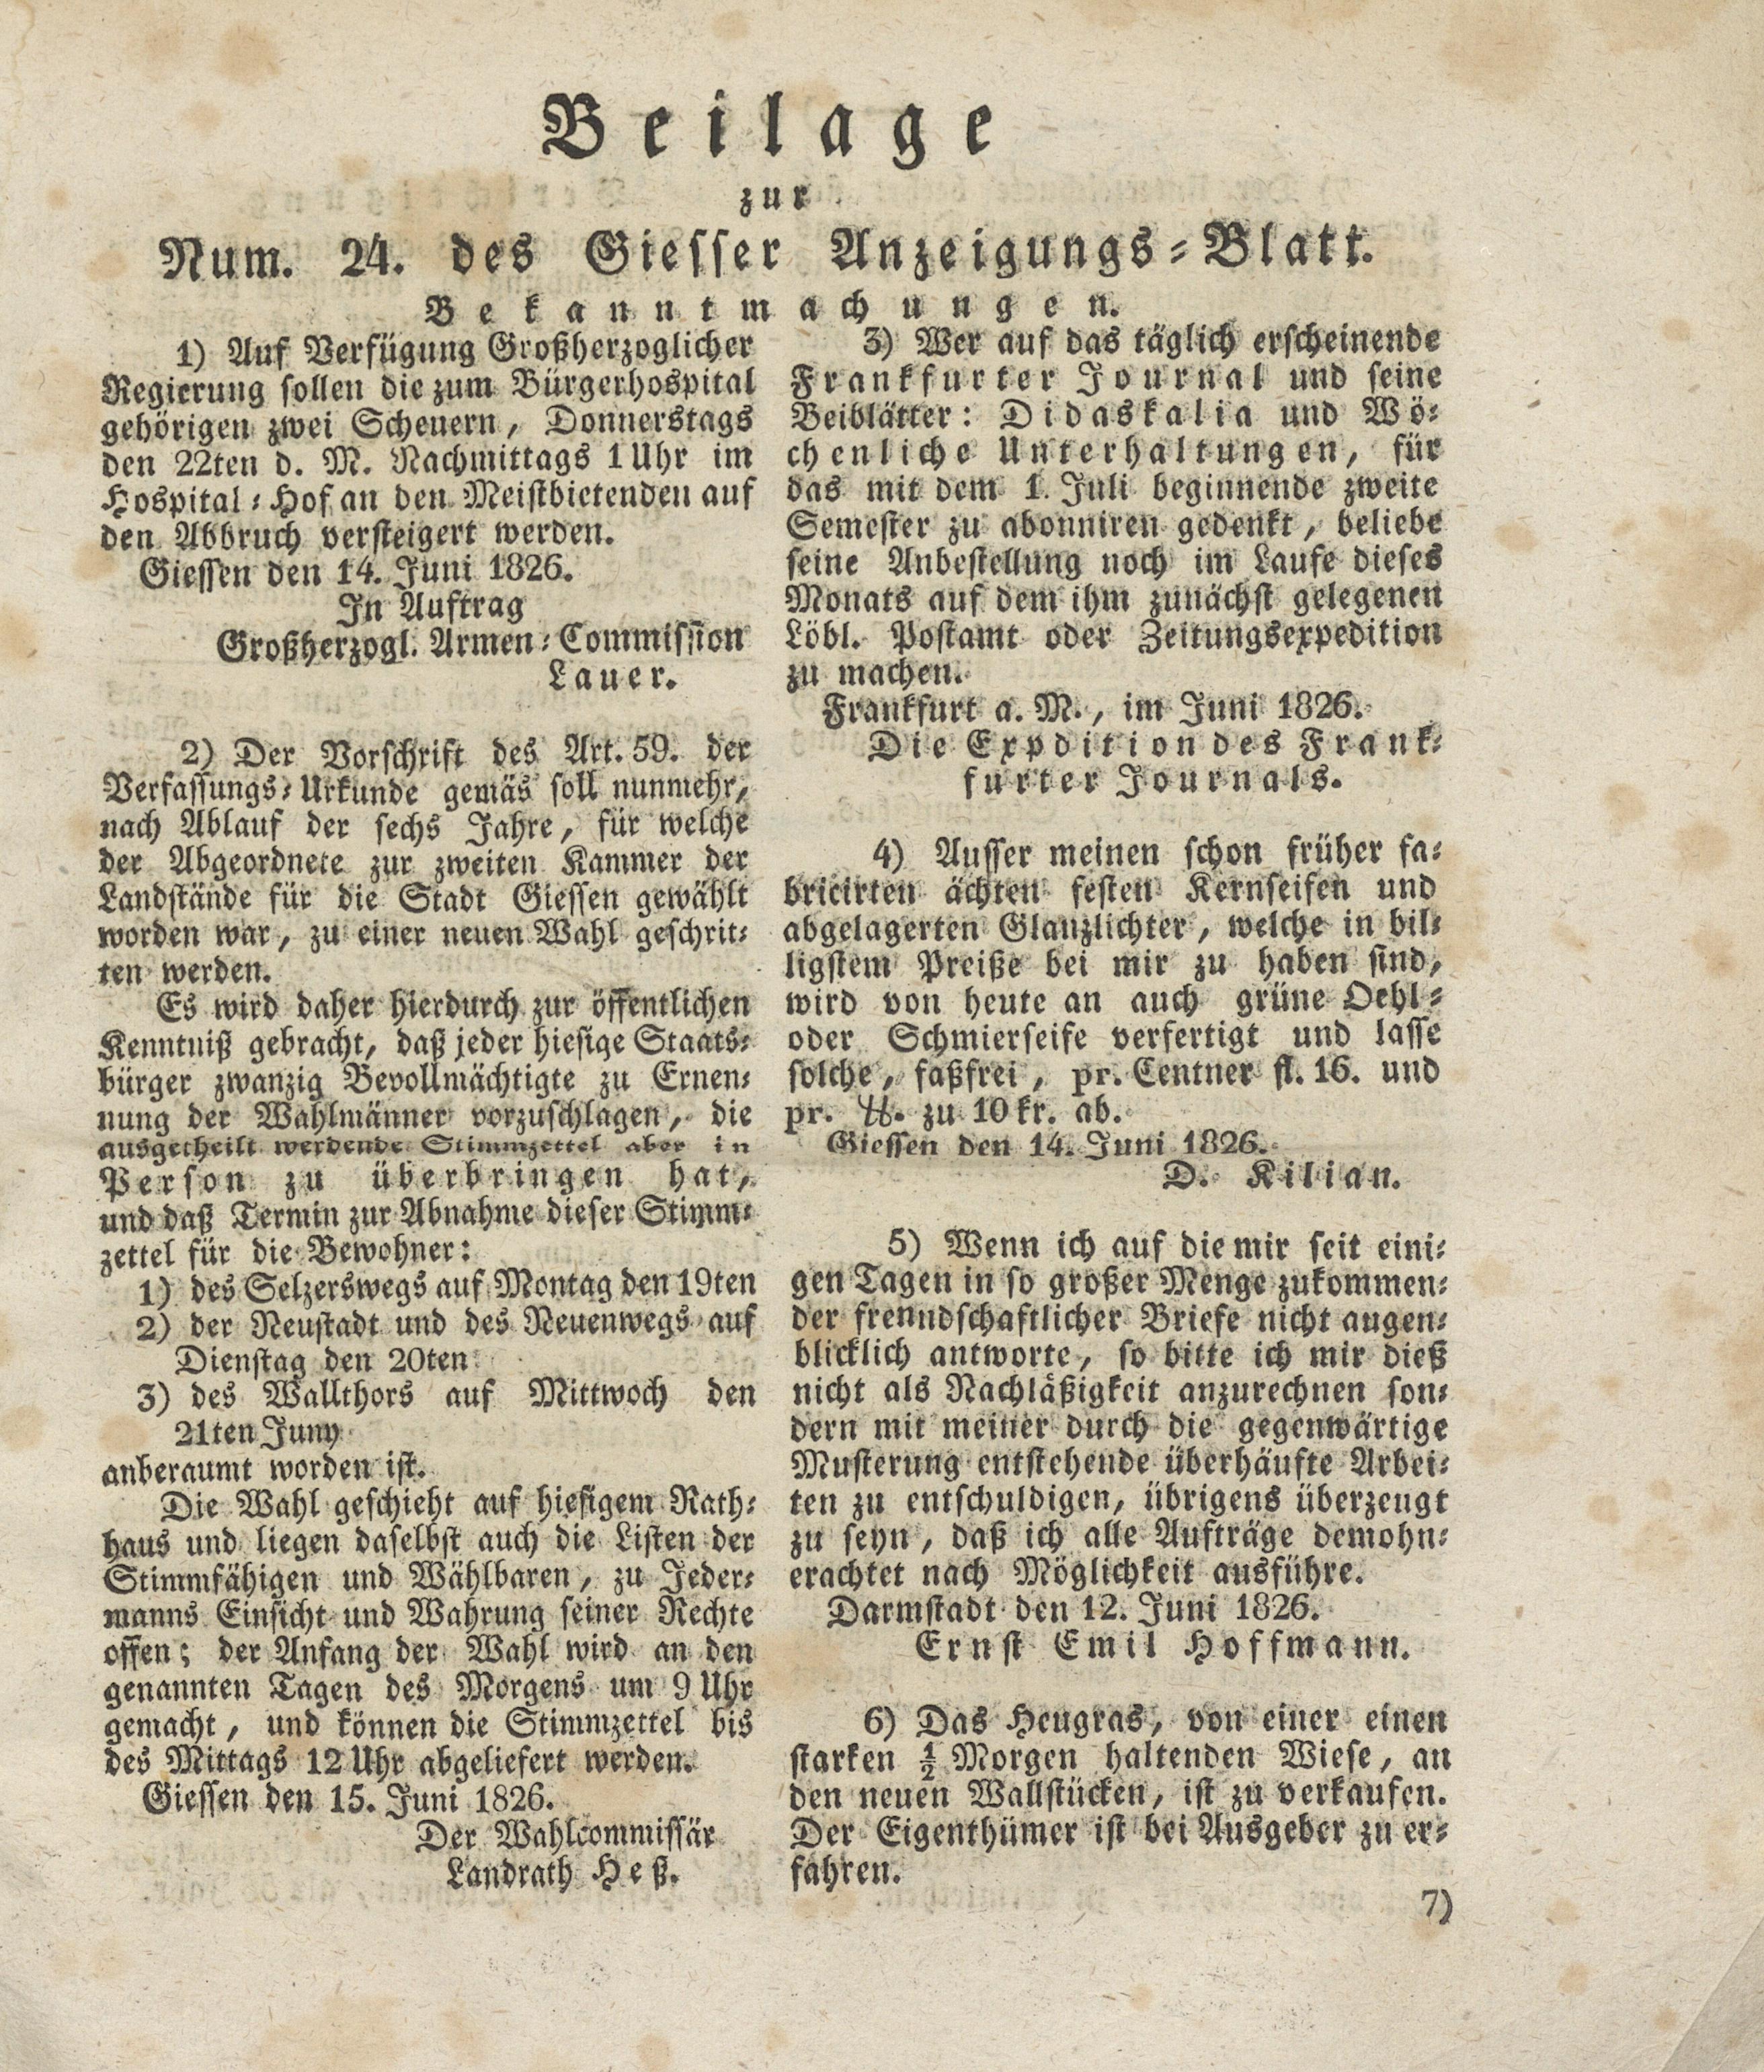 Beilage
zur
Num. 24. des Giesser Anzeigungs-Blatt.
Bekanntmachungen.
1) Auf Verfügung Großherzoglicher
Regierung sollen die zum Bürgerhospital
gehörigen zwei Scheuern, Donnerstags
den 22ten d. M. Nachmittags 1 Uhr im
Hospital-Hof an den Meistbietenden auf
den Abbruch versteigert werden.
Giessen den 14. Juni 1826.
In Auftrag
Großherzogl. Armen-Commission
Lauer.
2) Der Vorschrift des Art. 59. der
Verfassungs-Urkunde gemäs soll nunmehr,
nach Ablauf der sechs Jahre, für welche
der Abgeordnete zur zweiten Kammer der
Landstände für die Stadt Giessen gewählt
worden war, zu einer neuen Wahl geschrit-
ten werden.
Es wird daher hierdurch zur öffentlichen
Kenntniß gebracht, daß jeder hiesige Staats-
bürger zwanzig Bevollmächtigte zu Ernen-
nung der Wahlmänner vorzuschlagen, die
ausgetheilt werdende Stimmzettel aber in
Person zu überbringen hat,
und daß Termin zur Abnahme dieser Stimm-
zettel für die Bewohner:
1) des Selzerswegs auf Montag den 19ten
2) der Neustadt und des Neuenwegs auf
Dienstag den 20ten
3) des Wallthors auf Mittwoch den
21ten Juny
anberaumt worden ist.
Die Wahl geschieht auf hiesigem Rath-
haus und liegen daselbst auch die Listen der
Stimmfähigen und Wählbaren, zu Jeder-
manns Einsicht und Wahrung seiner Rechte
offen; der Anfang der Wahl wird an den
genannten Tagen des Morgens um 9 Uhr
gemacht, und können die Stimmzettel bis
des Mittags 12 Uhr abgeliefert werden.
Giessen den 15. Juni 1826.
Der Wahlcommissär
Landrath Heß.
3) Wer auf das täglich erscheinende
Frankfurter Journal und seine
Beiblätter: Didaskalia und Wö-
chenliche Unterhaltungen, für
das mit dem 1. Juli beginnende zweite
Semester zu abonniren gedenkt, beliebe
seine Anbestellung noch im Laufe dieses
Monats auf dem ihm zunächst gelegenen
Löbl. Postamt oder Zeitungsexpedition
zu machen.
Frankfurt a. M., im Juni 1826.
Die Expdition des Frank-
furter Journals.
4) Ausser meinen schon früher fa-
bricirten ächten festen Kernseifen und
abgelagerten Glanzlichter, welche in bil-
ligstem Preiße bei mir zu haben sind,
wird von heute an auch grüne Oehl-
oder Schmierseife verfertigt und lasse
solche, faßfrei, pr. Centner fl. 16. und
pr. ℔. zu 10 kr. ab.
Giessen den 14. Juni 1826.
D. Kilian.
5) Wenn ich auf die mir seit eini-
gen Tagen in so großer Menge zukommen-
der frenndschaftlicher Briefe nicht augen-
blicklich antworte, so bitte ich mir dieß
nicht als Nachläßigkeit anzurechnen son-
dern mit meiner durch die gegenwärtige
Musterung entstehende überhäufte Arbei-
ten zu entschuldigen, übrigens überzeugt
zu seyn, daß ich alle Aufträge demohn-
erachtet nach Möglichkeit ausführe.
Darmstadt den 12. Juni 1826.
Ernst Emil Hoffmann.
6) Das Heugras, von einer einen
starken ½ Morgen haltenden Wiese, an
den neuen Wallstücken, ist zu verkaufen.
Der Eigenthümer ist bei Ausgeber zu er-
fahren.
7)